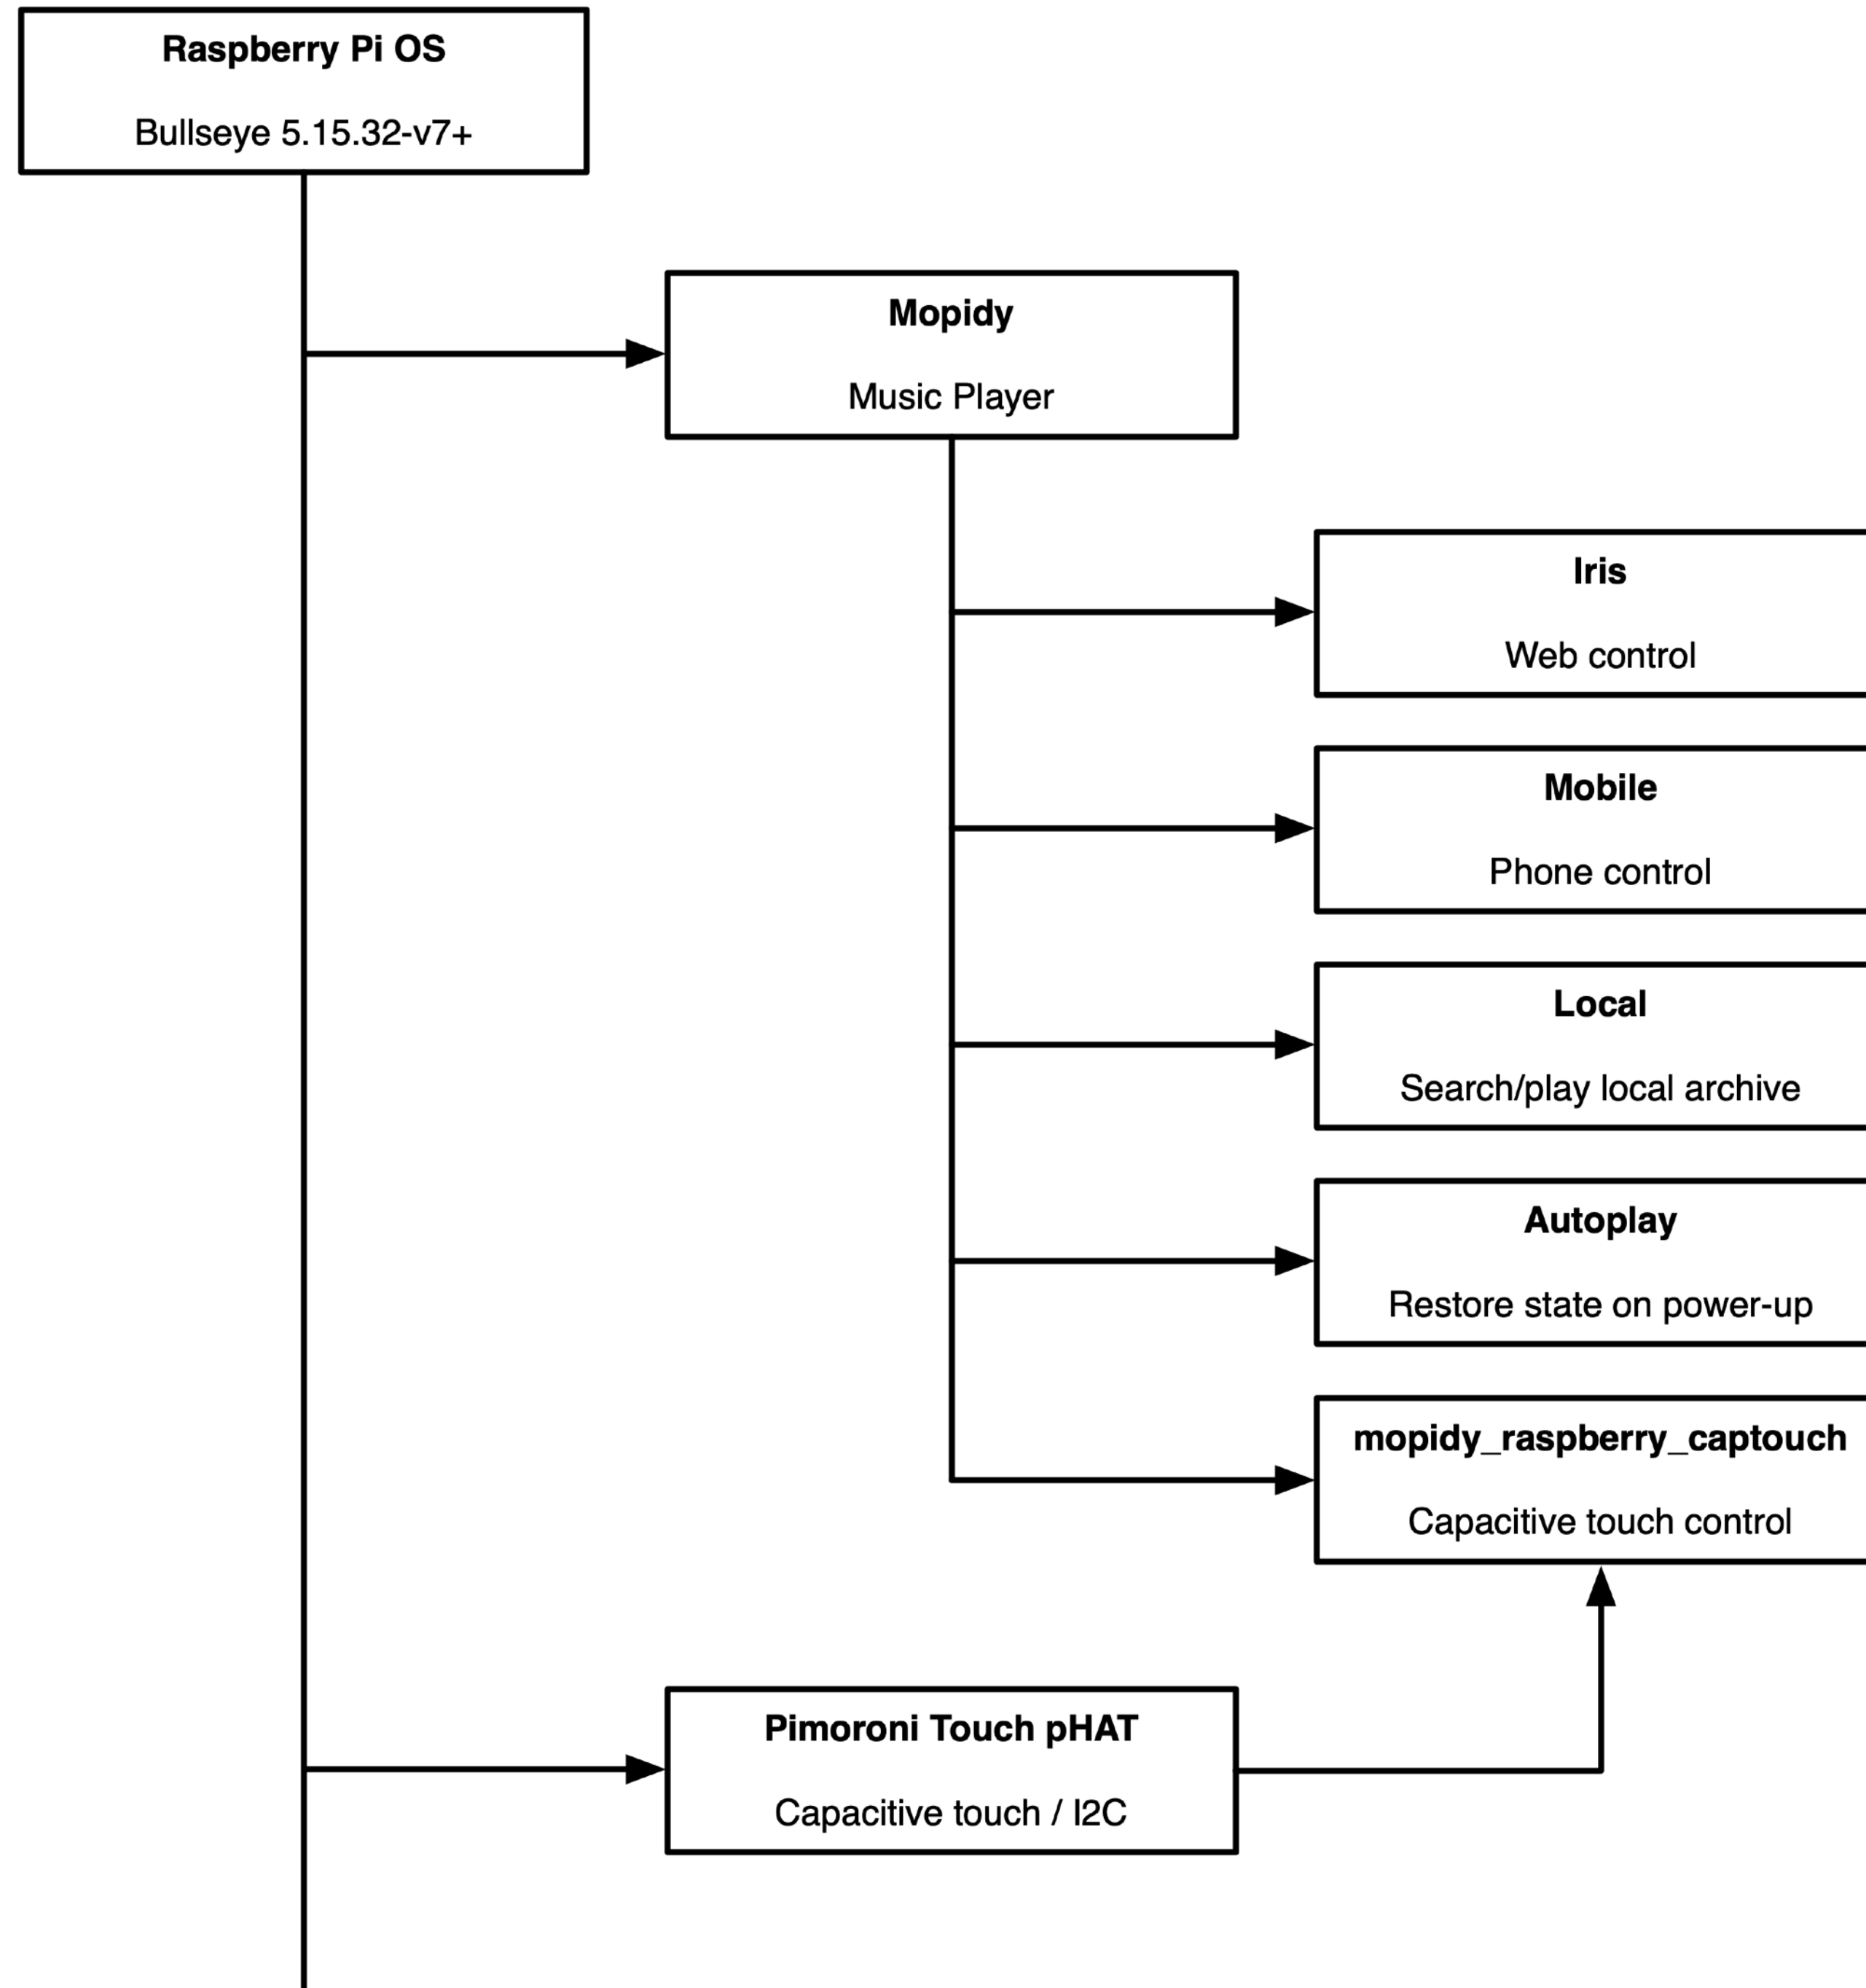 Raspberry Pi OS
Bullseye 5.15.32-v7+
Mopidy
Music Player
Iris
Web control
Mobile
Phone control
Local
Search/play local archive
Autoplay
Restore state on power-up
mopidy_raspberry_captouch
Capacitive touch control
Pimoroni Touch pHAT
Capacitive touch / I2C